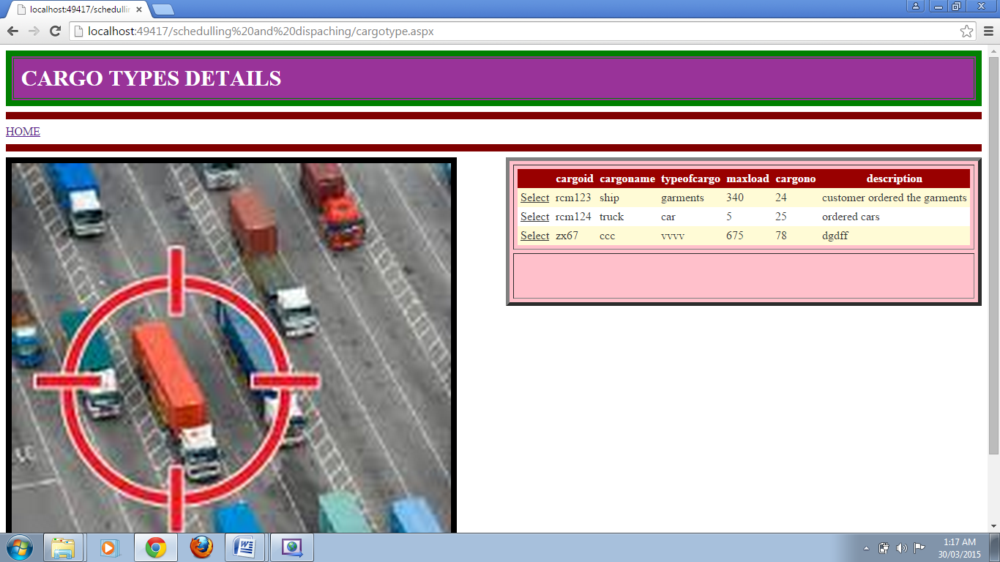 localhost:49417/schedullin
localhost:49417/schedulling%20and%20dispaching/cargotype.aspx
CARGO TYPES DETAILS
HOME
cargoid cargoname typeofcargo maxload cargono description
Select rcm123 ship garments 340 24 customer ordered the garments
Select rcm124 truck car 5 25 ordered cars
Select zx67 ccc vvvv 675 78 dgdff
1:17 AM
30/03/2015